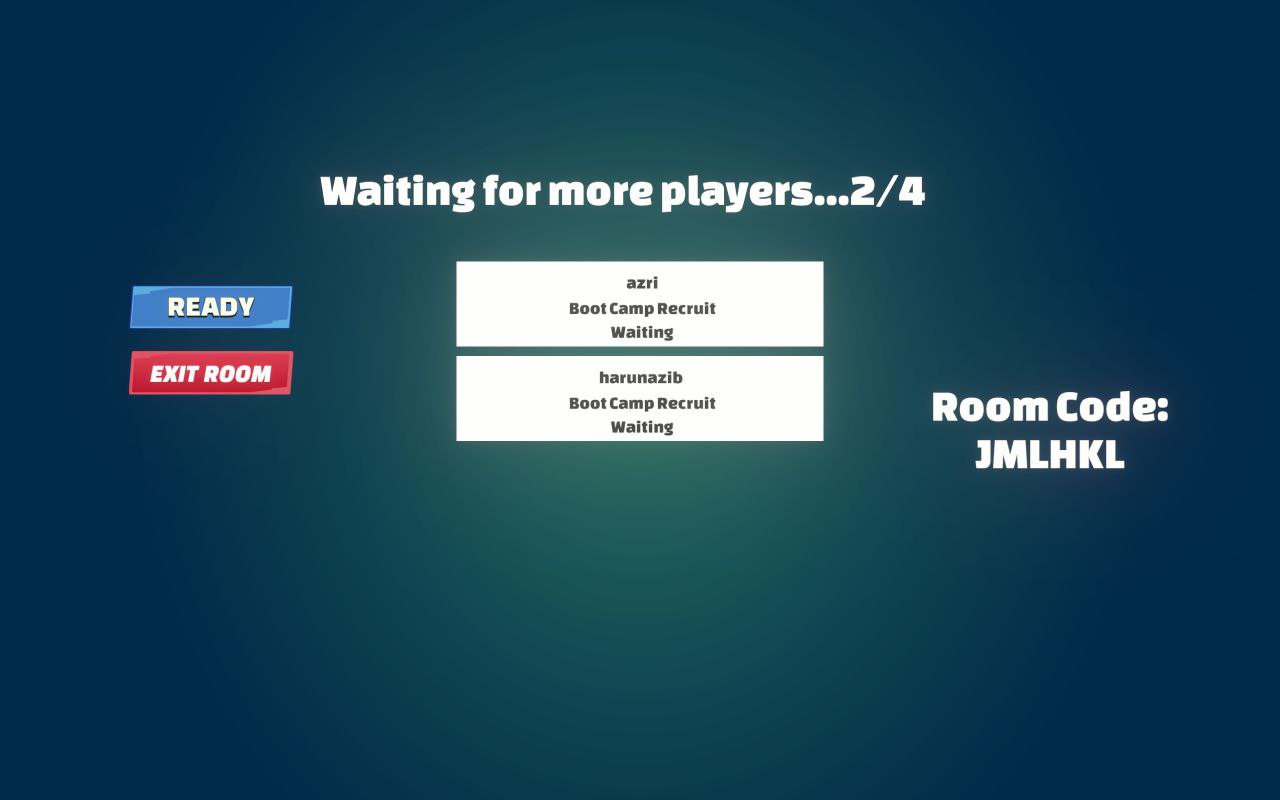 Waiting for more players...2/4
READY
EXIT ROOM
azri
Boot Camp Recruit
Waiting
harunazib
Boot Camp Recruit
Waiting
Room Code:
JMLHKL